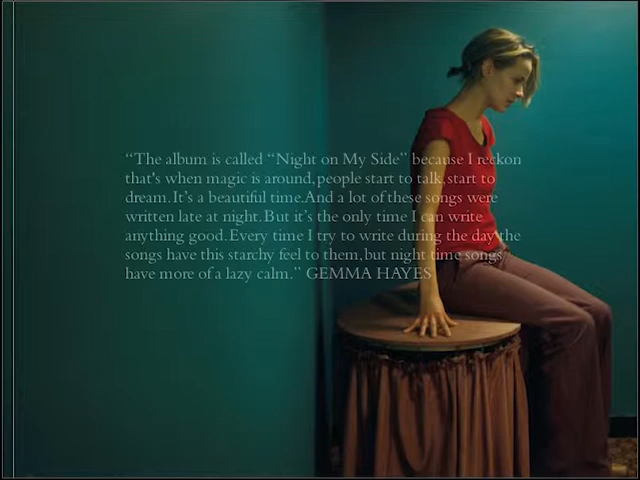 “The album is called “Night on My Side” because I reckon
that's when magic is around,people start to talk,start to
dream.It’s a beautiful time.And a lot of these songs were
written late at night.But it’s the only time I can write
anything good.Every time I try to write during the day the
songs have this starchy feel to them,but night time songs
have more of a lazy calm.” GEMMA HAYES